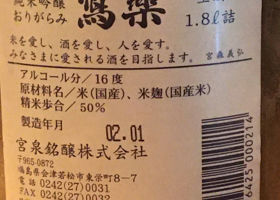 純米吟醸
おりがらみ
寫樂
1.8ℓ詰
米を愛し、酒を愛し、人を愛す。
みなさまに愛される酒を目指します。
宮森義弘
アルコール分／16度
原材料名／米（国産）、米麹（国産米）
精米歩合／50%
製造年月
02.01
宮泉銘醸株式会社
〒965-0872
福島県会津若松市東栄町8-7
電話 0242(27)0031
FAX 0242(27)0032